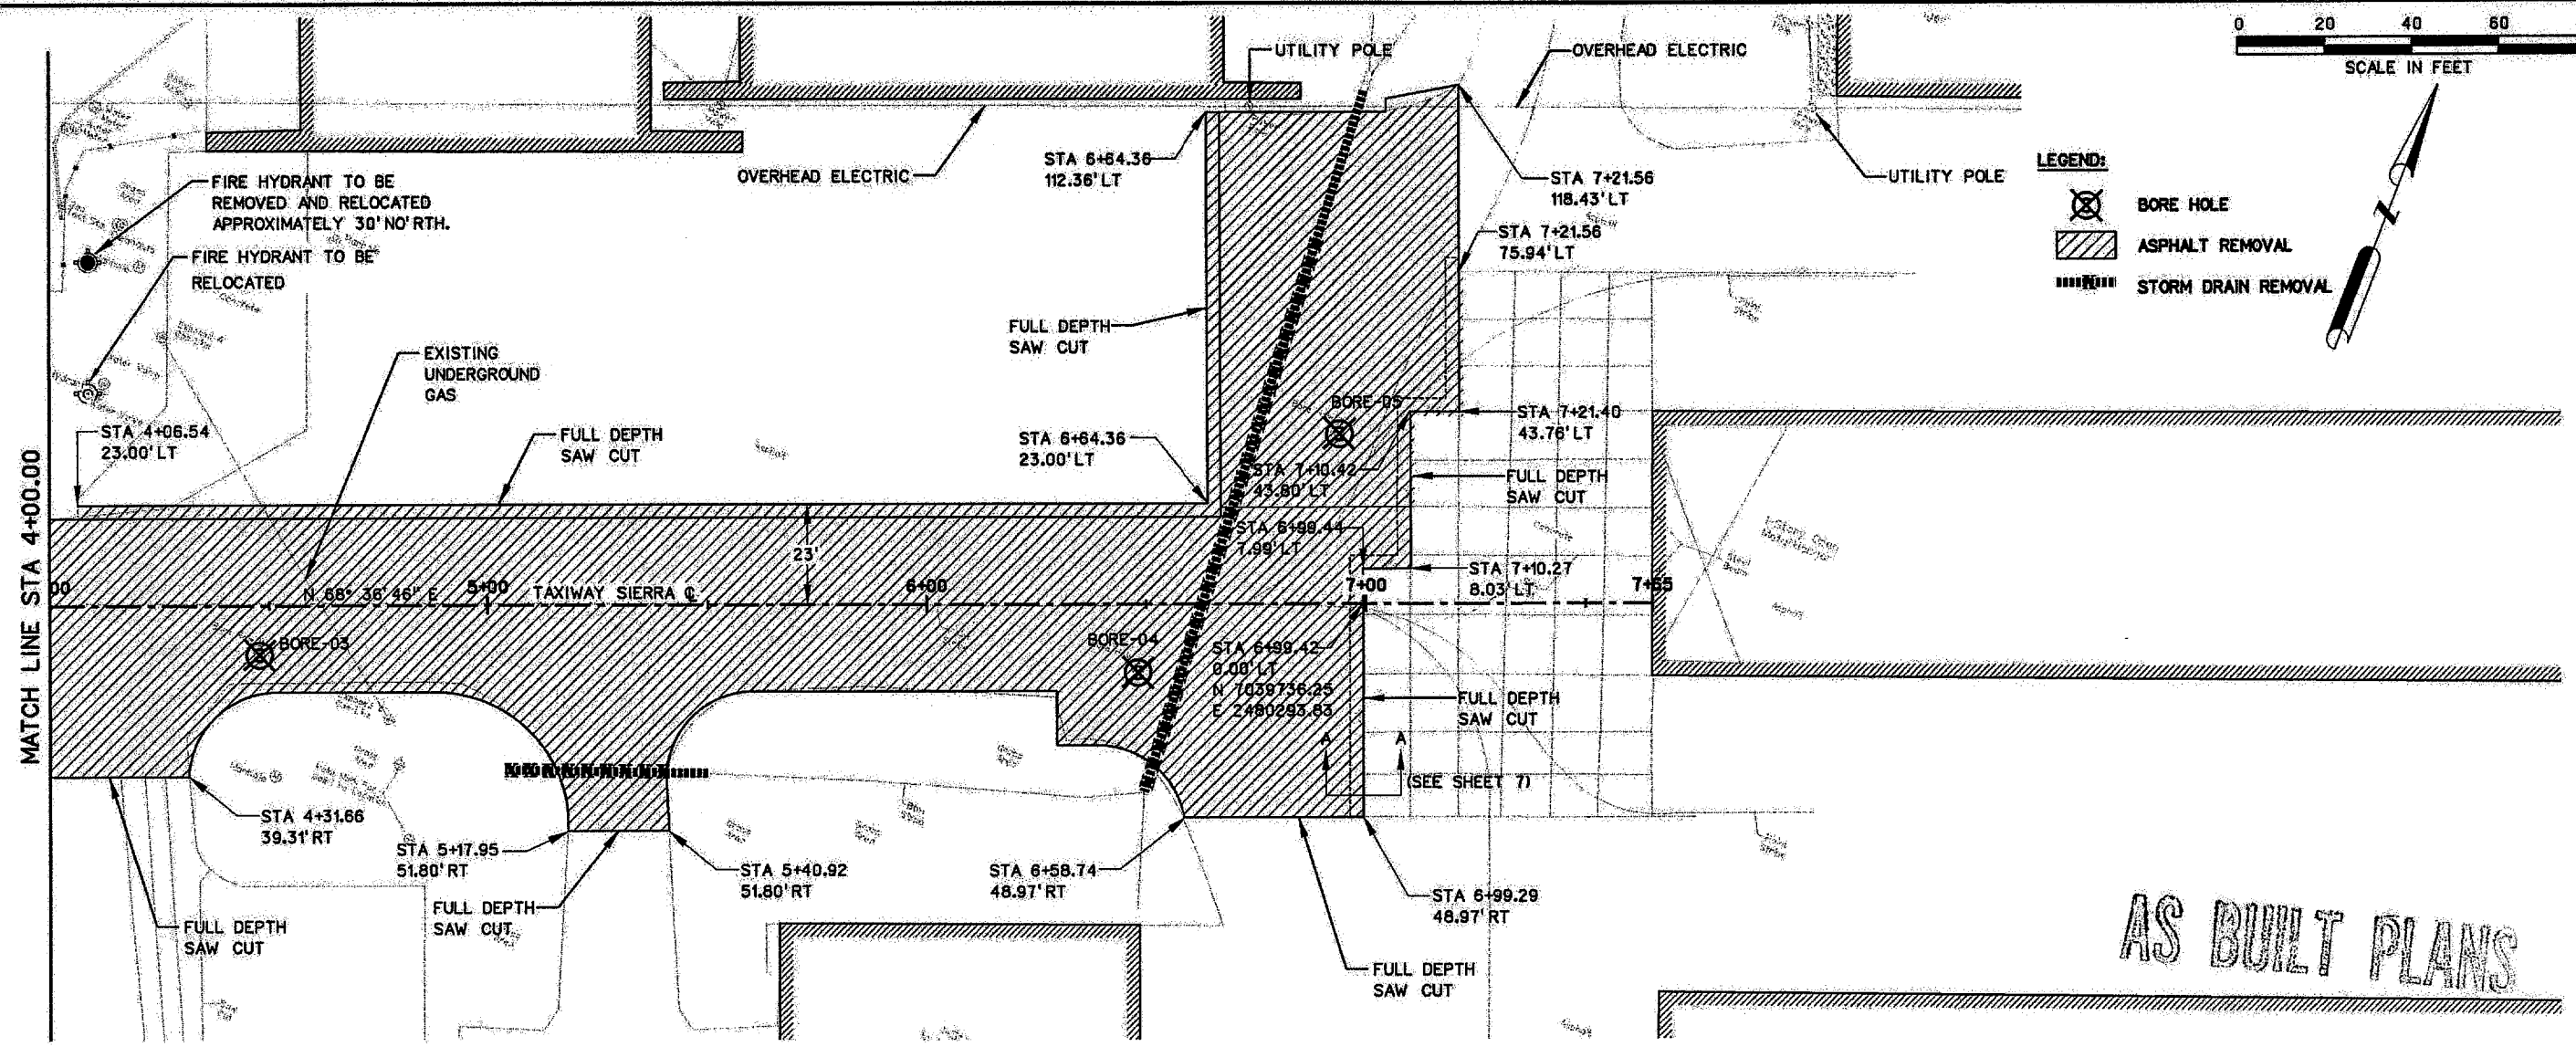 0 20 40 60
SCALE IN FEET
UTILITY POLE
OVERHEAD ELECTRIC
STA 6+64.36
112.36' LT
OVERHEAD ELECTRIC
STA 7+21.56
118.43' LT
UTILITY POLE
LEGEND:
BORE HOLE
ASPHALT REMOVAL
STORM DRAIN REMOVAL
N
FIRE HYDRANT TO BE
REMOVED AND RELOCATED
APPROXIMATELY 30' NO'RTH.
FIRE HYDRANT TO BE
RELOCATED
STA 7+21.56
75.94' LT
FULL DEPTH
SAW CUT
EXISTING
UNDERGROUND
GAS
STA 4+06.54
23.00' LT
FULL DEPTH
SAW CUT
STA 6+64.36
23.00' LT
BORE-05
STA 7+21.40
43.76' LT
STA 7+10.42
43.80' LT
FULL DEPTH
SAW CUT
MATCH LINE STA 4+00.00
23'
STA 6+99.44
7.99' LT
STA 7+10.27
8.03' LT
00
N 68° 36' 46" E
5+00
TAXIWAY SIERRA ℄
6+00
7+00
7+65
BORE-03
BORE-04
STA 6+99.42
0.00' LT
N 7039736.25
E 2480293.83
FULL DEPTH
SAW CUT
A A
(SEE SHEET 7)
STA 4+31.66
39.31' RT
STA 5+17.95
51.80' RT
STA 5+40.92
51.80' RT
STA 6+58.74
48.97' RT
STA 6+99.29
48.97' RT
FULL DEPTH
SAW CUT
FULL DEPTH
SAW CUT
FULL DEPTH
SAW CUT
AS BUILT PLANS